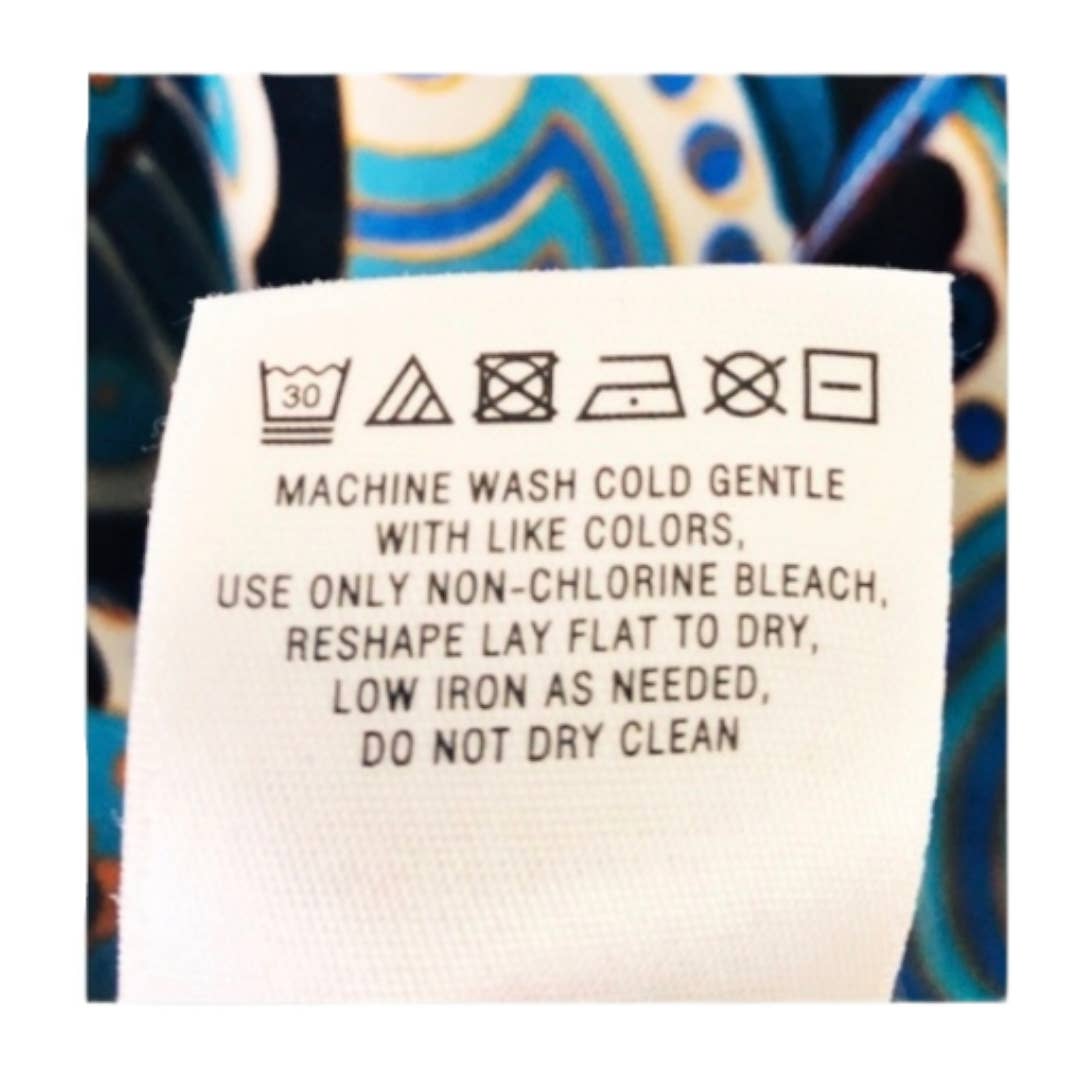 30
MACHINE WASH COLD GENTLE
WITH LIKE COLORS,
USE ONLY NON-CHLORINE BLEACH,
RESHAPE LAY FLAT TO DRY,
LOW IRON AS NEEDED,
DO NOT DRY CLEAN